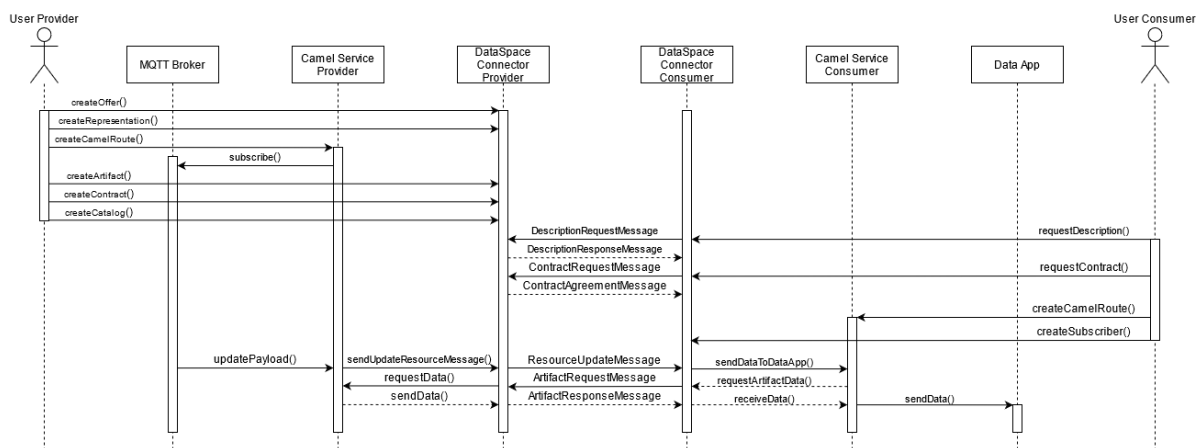 User Provider
User Consumer
MQTT Broker
Camel Service
Provider
DataSpace
Connector
Provider
DataSpace
Connector
Consumer
Camel Service
Consumer
Data App
createOffer()
createRepresentation()
createCamelRoute()
subscribe()
createArtifact()
createContract()
createCatalog()
DescriptionRequestMessage
requestDescription()
DescriptionResponseMessage
ContractRequestMessage
requestContract()
ContractAgreementMessage
createCamelRoute()
createSubscriber()
updatePayload()
sendUpdateResourceMessage()
ResourceUpdateMessage
sendDataToDataApp()
requestData()
ArtifactRequestMessage
requestArtifactData()
sendData()
ArtifactResponseMessage
receiveData()
sendData()